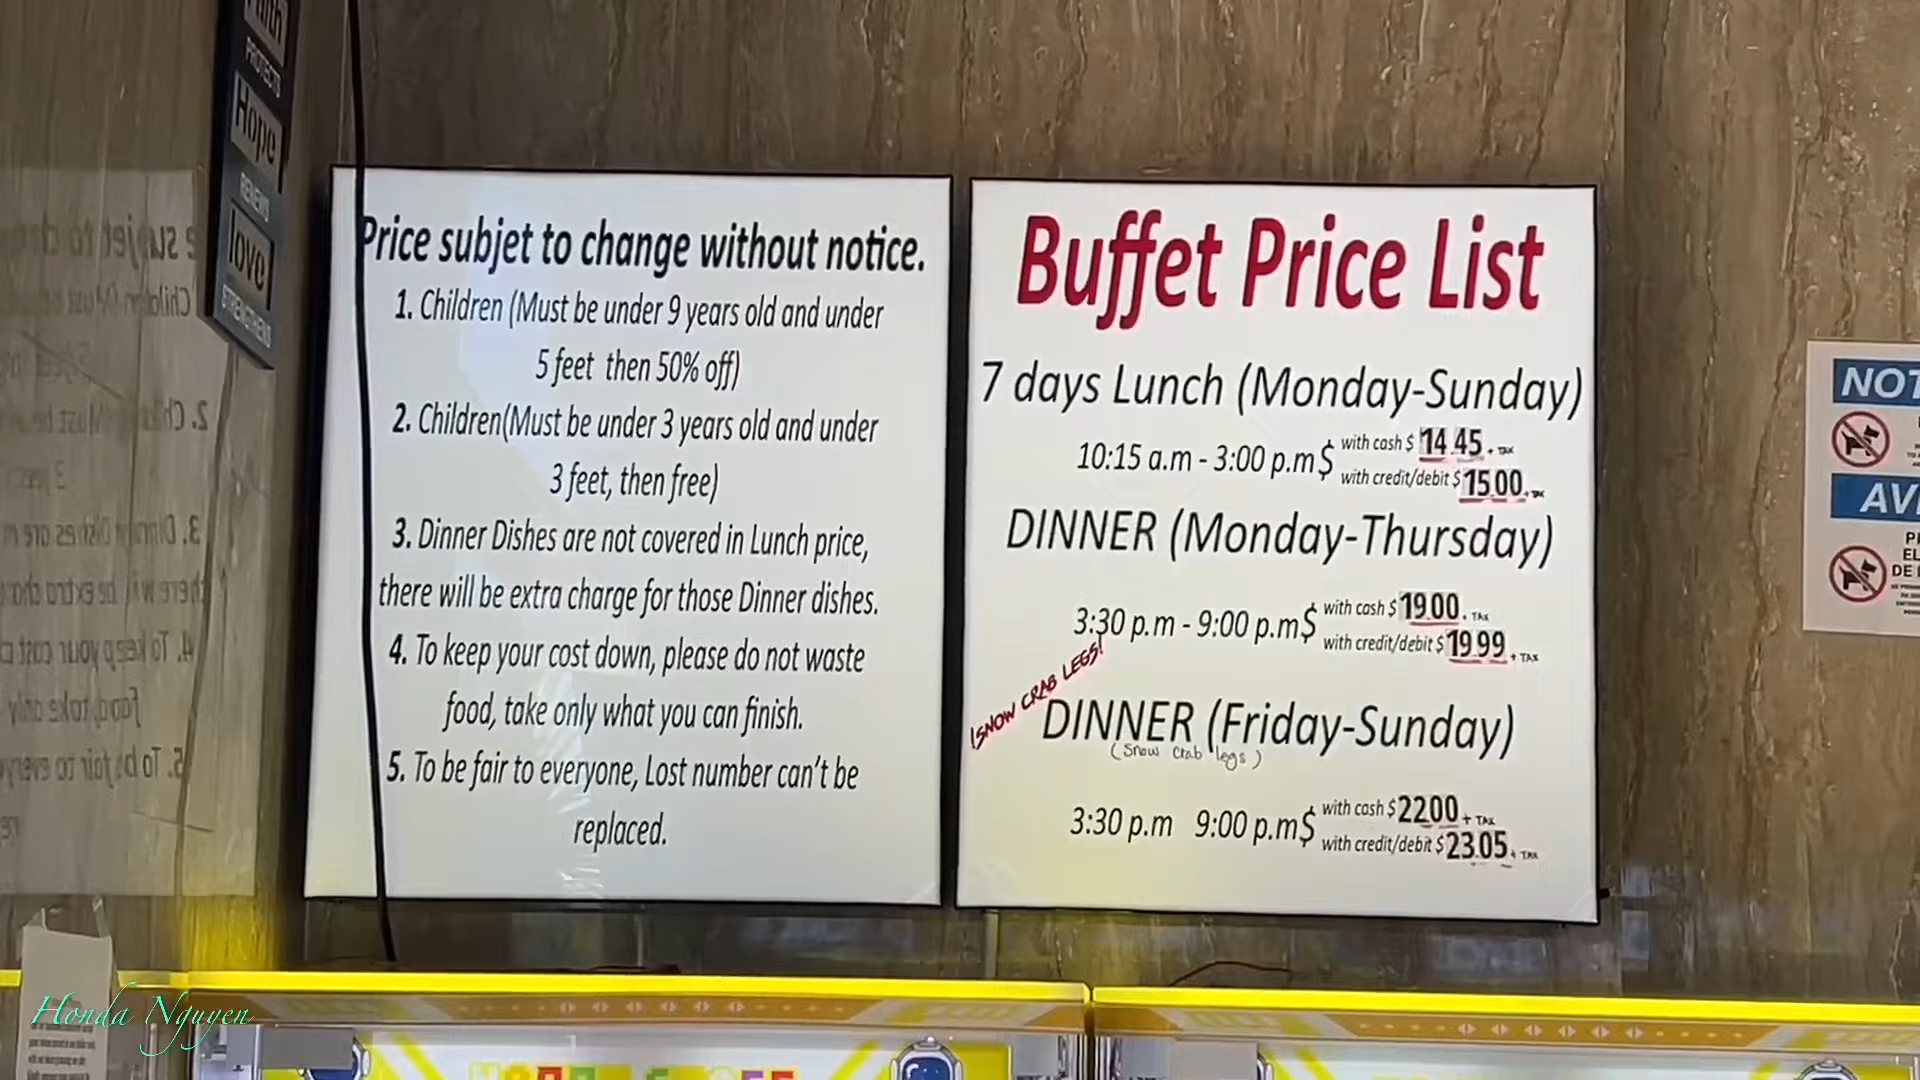 PROTECTS
Hope
RENEWS
love
STRENGTHENS
Price subjet to change without notice.
1. Children (Must be under 9 years old and under
5 feet then 50% off)
2. Children(Must be under 3 years old and under
3 feet, then free)
3. Dinner Dishes are not covered in Lunch price,
there will be extra charge for those Dinner dishes.
4. To keep your cost down, please do not waste
food, take only what you can finish.
5. To be fair to everyone, Lost number can't be
replaced.
Buffet Price List
7 days Lunch (Monday-Sunday)
10:15 a.m - 3:00 p.m$
with cash $ 14.45 + TAX
with credit/debit $ 15.00 + TAX
DINNER (Monday-Thursday)
3:30 p.m - 9:00 p.m$
with cash $ 19.00 + TAX
with credit/debit $ 19.99 + TAX
!SNOW CRAB LEGS!
DINNER (Friday-Sunday)
(Snow Crab legs)
3:30 p.m 9:00 p.m$
with cash $ 22.00 + TAX
with credit/debit $ 23.05 + TAX
Honda Nguyen